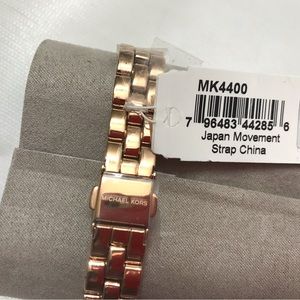 MK4400
7 96483 44285 6
Japan Movement
Strap China
MICHAEL KORS